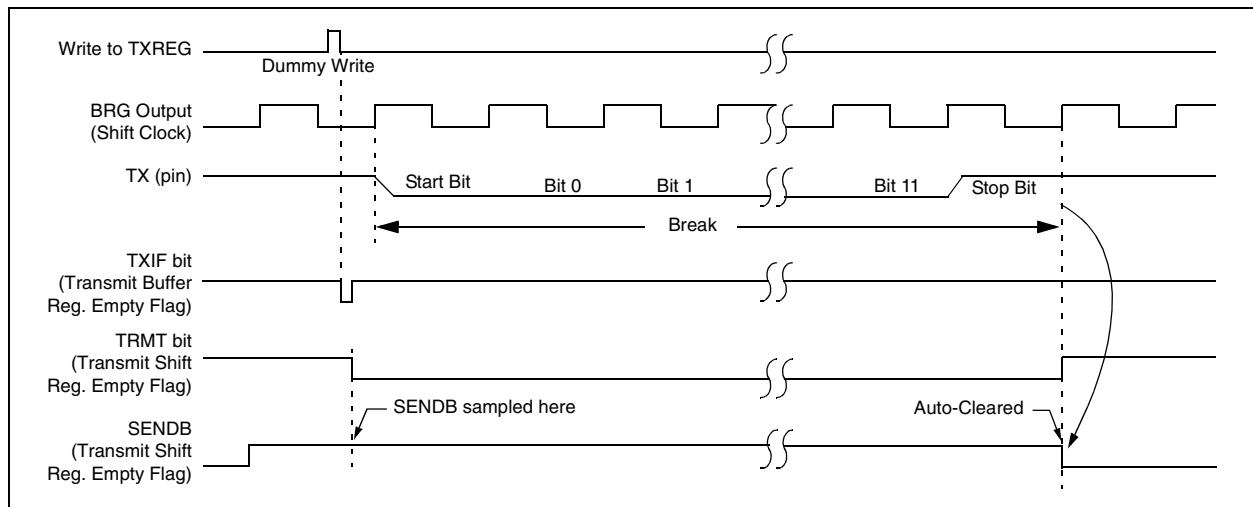 Write to TXREG
Dummy Write
BRG Output
(Shift Clock)
TX (pin)
Start Bit
Bit 0
Bit 1
Bit 11
Stop Bit
Break
TXIF bit
(Transmit Buffer
Reg. Empty Flag)
TRMT bit
(Transmit Shift
Reg. Empty Flag)
SENDB sampled here
Auto-Cleared
SENDB
(Transmit Shift
Reg. Empty Flag)